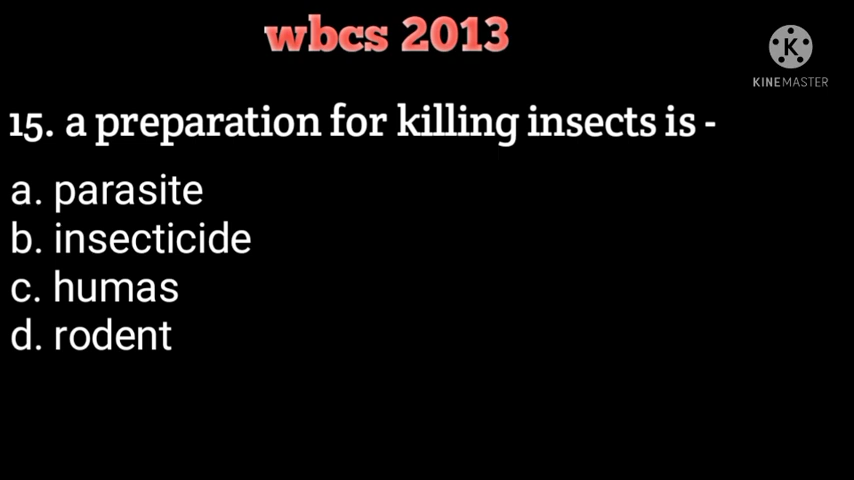 wbcs 2013
K
KINEMASTER
15. a preparation for killing insects is -
a. parasite
b. insecticide
c. humas
d. rodent